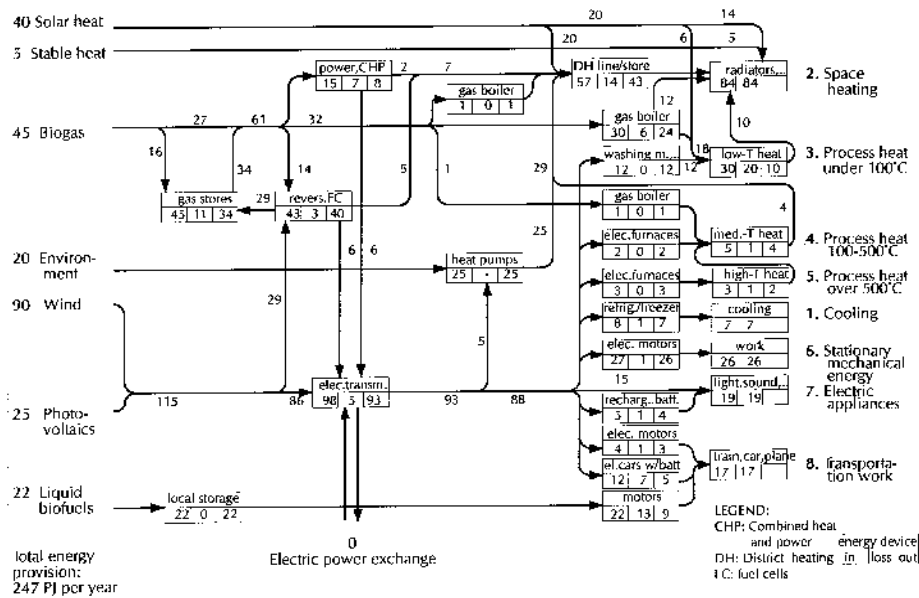 40 Solar heat
20
14
5 Stable heat
20
6
5
power,CHP
15 7 8
2
7
DH line/store
57 14 43
radiators,...
84 84
2. Space
heating
gas boiler
1 0 1
12
45 Biogas
27
61
32
gas boiler
30 6 24
10
16
34
14
5
1
washing m....
12 0 12
12
18
low-T heat
30 20 10
3. Process heat
under 100°C
29
gas stores
45 11 34
29
revers.FC
43 3 40
gas boiler
1 0 1
4
6
6
25
elec.furnaces
2 0 2
med.-T heat
5 1 4
4. Process heat
100-500°C
20 Environ-
ment
heat pumps
25 - 25
elec.furnaces
3 0 3
high-T heat
3 1 2
5. Process heat
over 500°C
90 Wind
29
refrig./freezer
8 1 7
cooling
7 7
1. Cooling
5
elec. motors
27 1 26
work
26 26
6. Stationary
mechanical
energy
115
86
elec.transm.
98 5 93
93
88
15
light.sound,..
19 19
7. Electric
appliances
25 Photo-
voltaics
recharg..batt.
5 1 4
elec. motors
4 1 3
train,car,plane
17 17
8. Transporta-
tion work
el.cars w/batt
12 7 5
22 Liquid
biofuels
local storage
22 0 22
motors
22 13 9
0
Electric power exchange
LEGEND:
CHP: Combined heat
and power energy device
DH: District heating in loss out
FC: fuel cells
Total energy
provision:
247 PJ per year